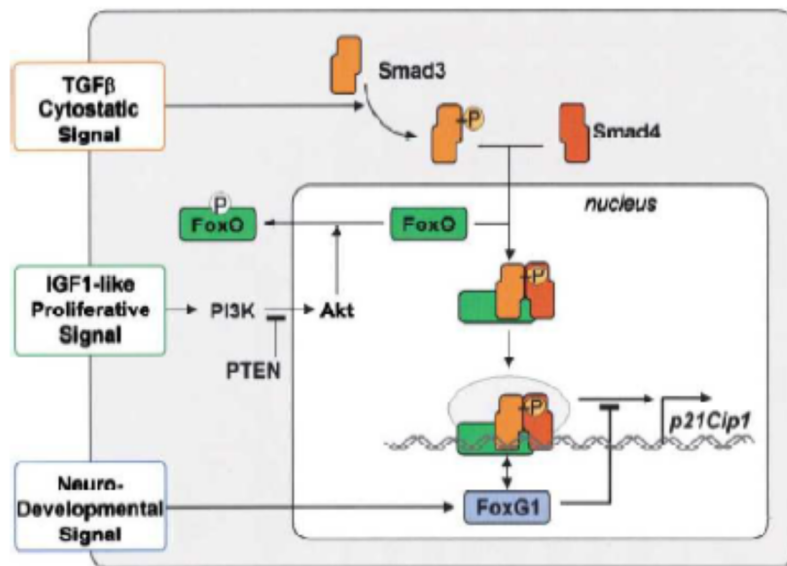 TGFβ
Cytostatic
Signal
Smad3
P
Smad4
nucleus
P
FoxO
FoxO
P
IGF1-like
Proliferative
Signal
PI3K
Akt
PTEN
P
p21Cip1
Neuro-
Developmental
Signal
FoxG1